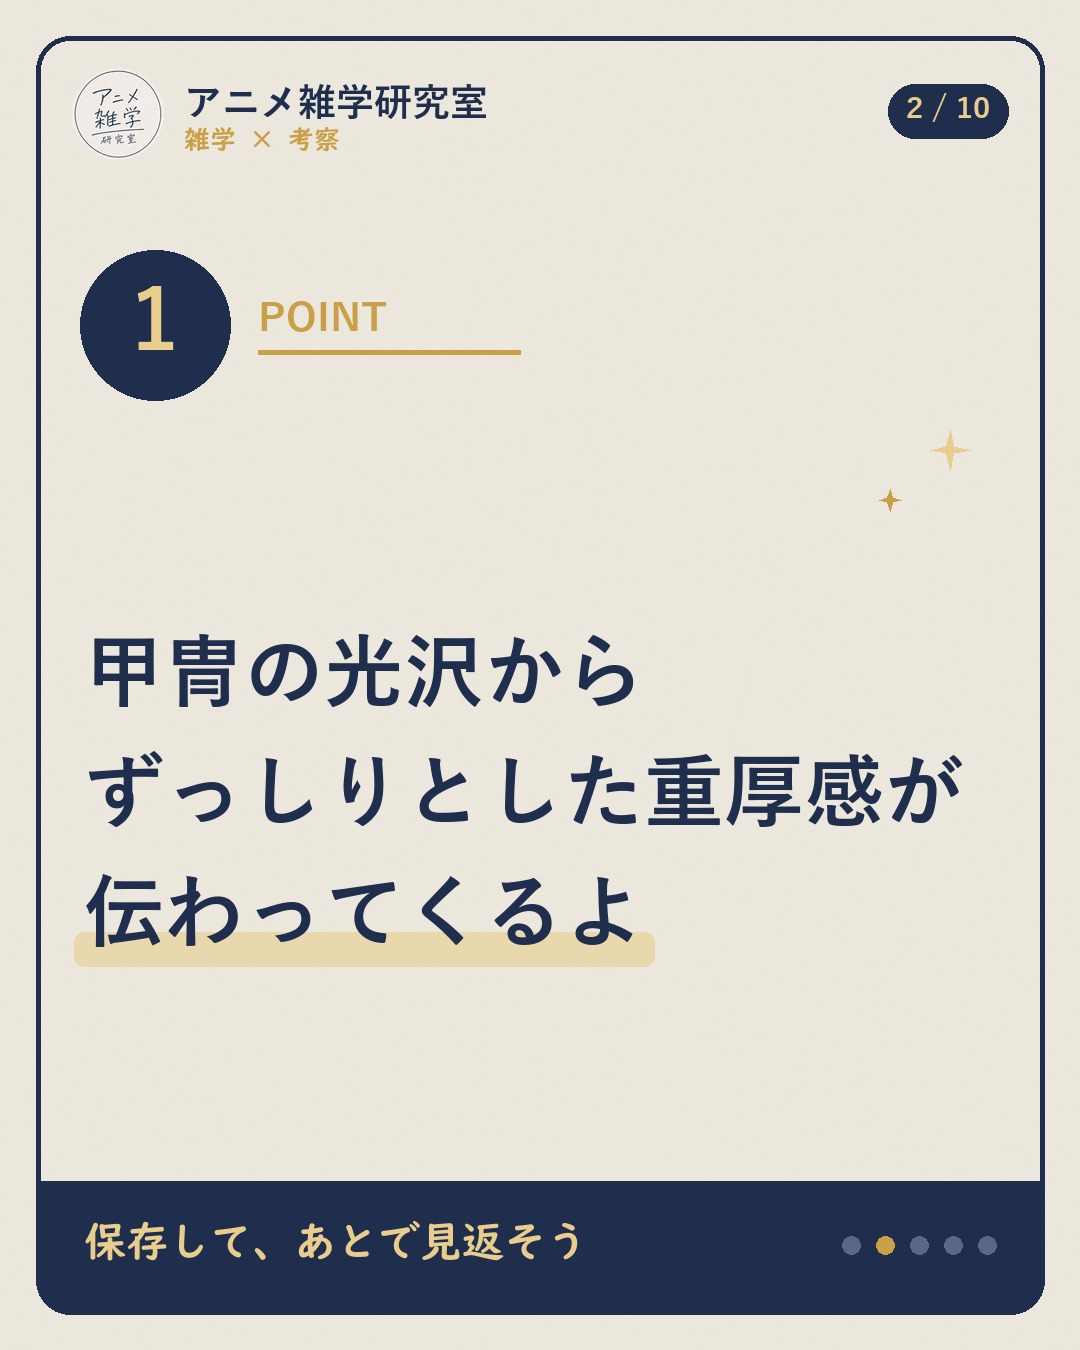 アニメ
雑学
研究室
アニメ雑学研究室
雑学 × 考察
2 / 10
1
POINT
甲冑の光沢から
ずっしりとした重厚感が
伝わってくるよ
保存して、あとで見返そう